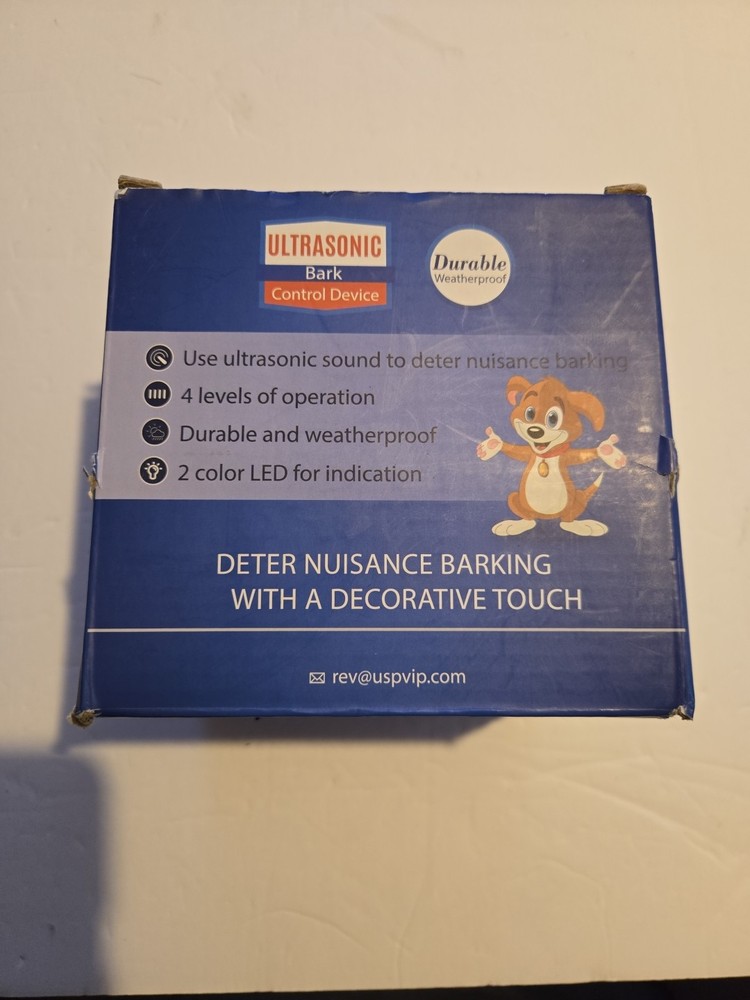 ULTRASONIC
Bark
Control Device
Durable
Weatherproof
Use ultrasonic sound to deter nuisance barking
4 levels of operation
Durable and weatherproof
2 color LED for indication
DETER NUISANCE BARKING
WITH A DECORATIVE TOUCH
rev@uspvip.com